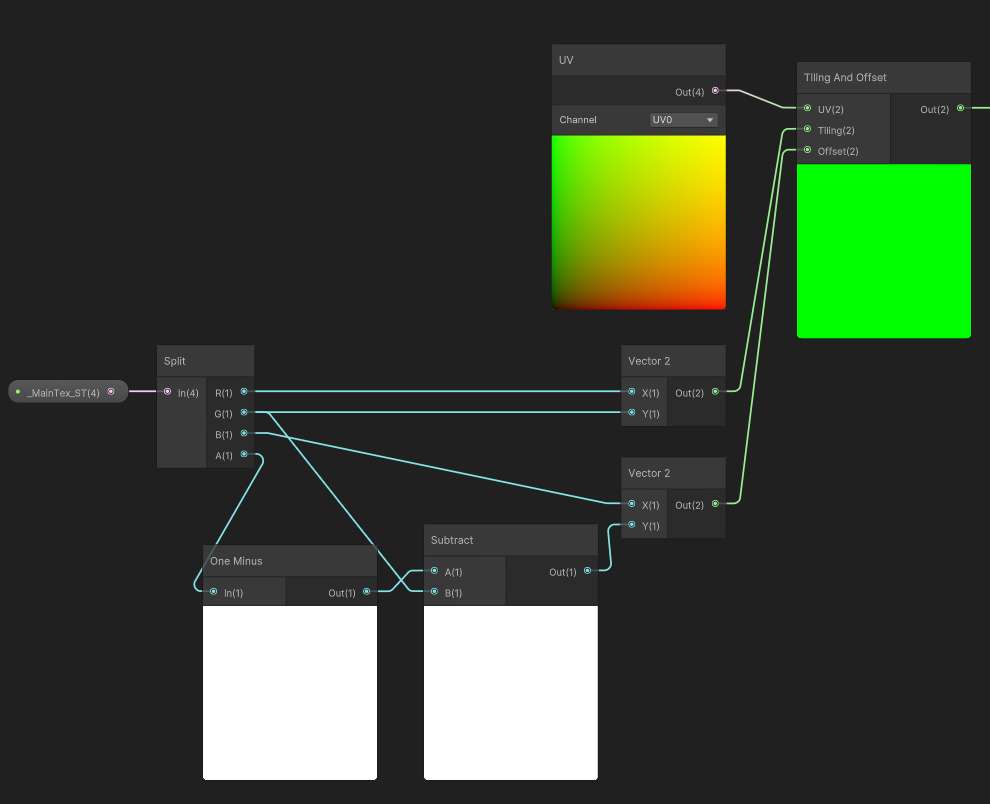 UV
Out(4)
Channel
UV0
Tiling And Offset
UV(2)
Out(2)
Tiling(2)
Offset(2)
_MainTex_ST(4)
Split
In(4)
R(1)
G(1)
B(1)
A(1)
Vector 2
X(1)
Out(2)
Y(1)
Vector 2
X(1)
Out(2)
Y(1)
One Minus
In(1)
Out(1)
Subtract
A(1)
Out(1)
B(1)